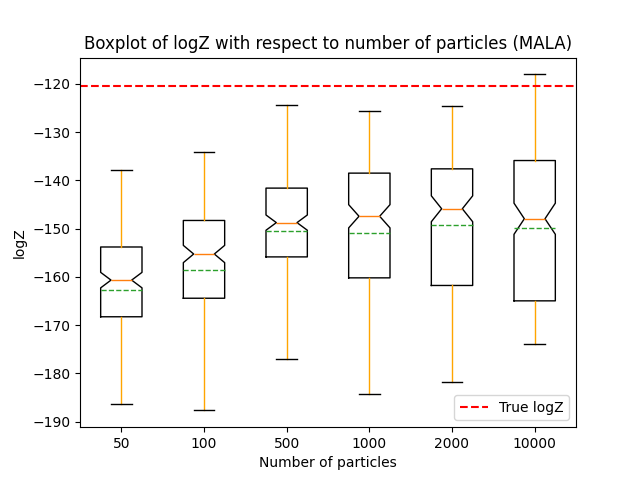 Boxplot of logZ with respect to number of particles (MALA)
−120
−130
−140
−150
−160
−170
−180
−190
logZ
50 100 500 1000 2000 10000
Number of particles
True logZ